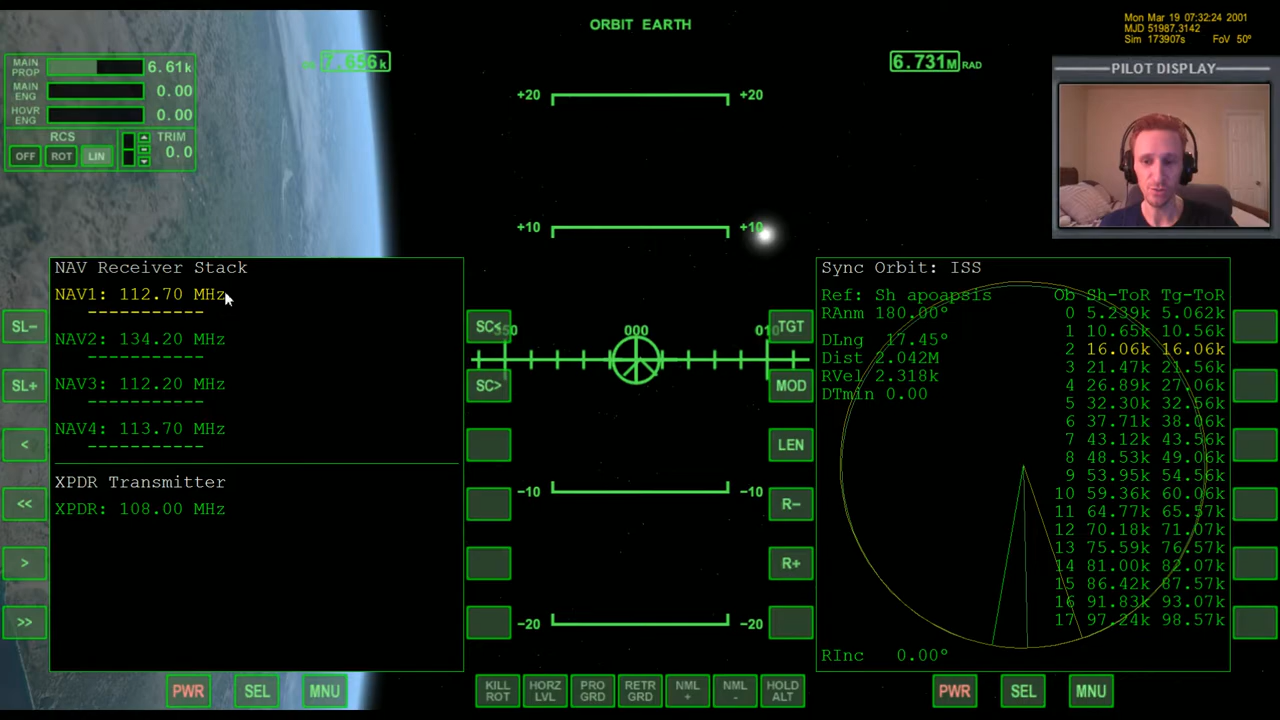 ORBIT EARTH
Mon Mar 19 07:32:24 2001
MJD 51987.3142
Sim 173907s FoV 50°
MAIN PROP 6.61k
MAIN ENG 0.00
HOVR ENG 0.00
RCS
TRIM
OFF ROT LIN 0.0
7.656k
6.731M RAD
PILOT DISPLAY
+20 +20
+10 +10
350 000 010
-10 -10
-20 -20
NAV Receiver Stack
NAV1: 112.70 MHz
-----------
NAV2: 134.20 MHz
-----------
NAV3: 112.20 MHz
-----------
NAV4: 113.70 MHz
-----------
XPDR Transmitter
XPDR: 108.00 MHz
SL-
SL+
<
<<
>
>>
SC<
SC>
PWR SEL MNU
TGT
MOD
LEN
R-
R+
Sync Orbit: ISS
Ref: Sh apoapsis
RAnm 180.00°
DLng 17.45°
Dist 2.042M
RVel 2.318k
DTmin 0.00
Ob Sh-ToR Tg-ToR
0 5.239k 5.062k
1 10.65k 10.56k
2 16.06k 16.06k
3 21.47k 21.56k
4 26.89k 27.06k
5 32.30k 32.56k
6 37.71k 38.06k
7 43.12k 43.56k
8 48.53k 49.06k
9 53.95k 54.56k
10 59.36k 60.06k
11 64.77k 65.57k
12 70.18k 71.07k
13 75.59k 76.57k
14 81.00k 82.07k
15 86.42k 87.57k
16 91.83k 93.07k
17 97.24k 98.57k
RInc 0.00°
KILL ROT
HORZ LVL
PRO GRD
RETR GRD
NML +
NML -
HOLD ALT
PWR SEL MNU